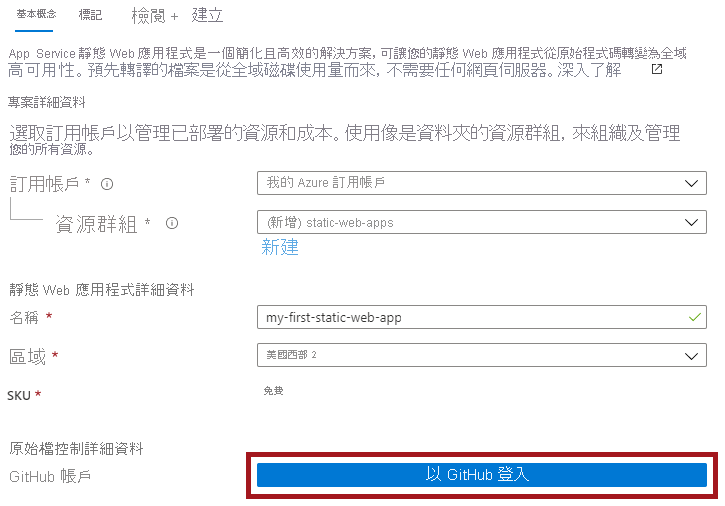 基本概念 標記 檢閱 + 建立
App Service 靜態 Web 應用程式是一個簡化且高效的解決方案，可讓您的靜態 Web 應用程式從原始程式碼轉變為全域
高可用性。預先轉譯的檔案是從全域磁碟使用量而來，不需要任何網頁伺服器。深入了解
專案詳細資料
選取訂用帳戶以管理已部署的資源和成本。使用像是資料夾的資源群組，來組織及管理
您的所有資源。
訂用帳戶 * 我的 Azure 訂用帳戶
資源群組 * (新增) static-web-apps
新建
靜態 Web 應用程式詳細資料
名稱 * my-first-static-web-app
區域 * 美國西部 2
SKU * 免費
原始檔控制詳細資料
GitHub 帳戶 以 GitHub 登入